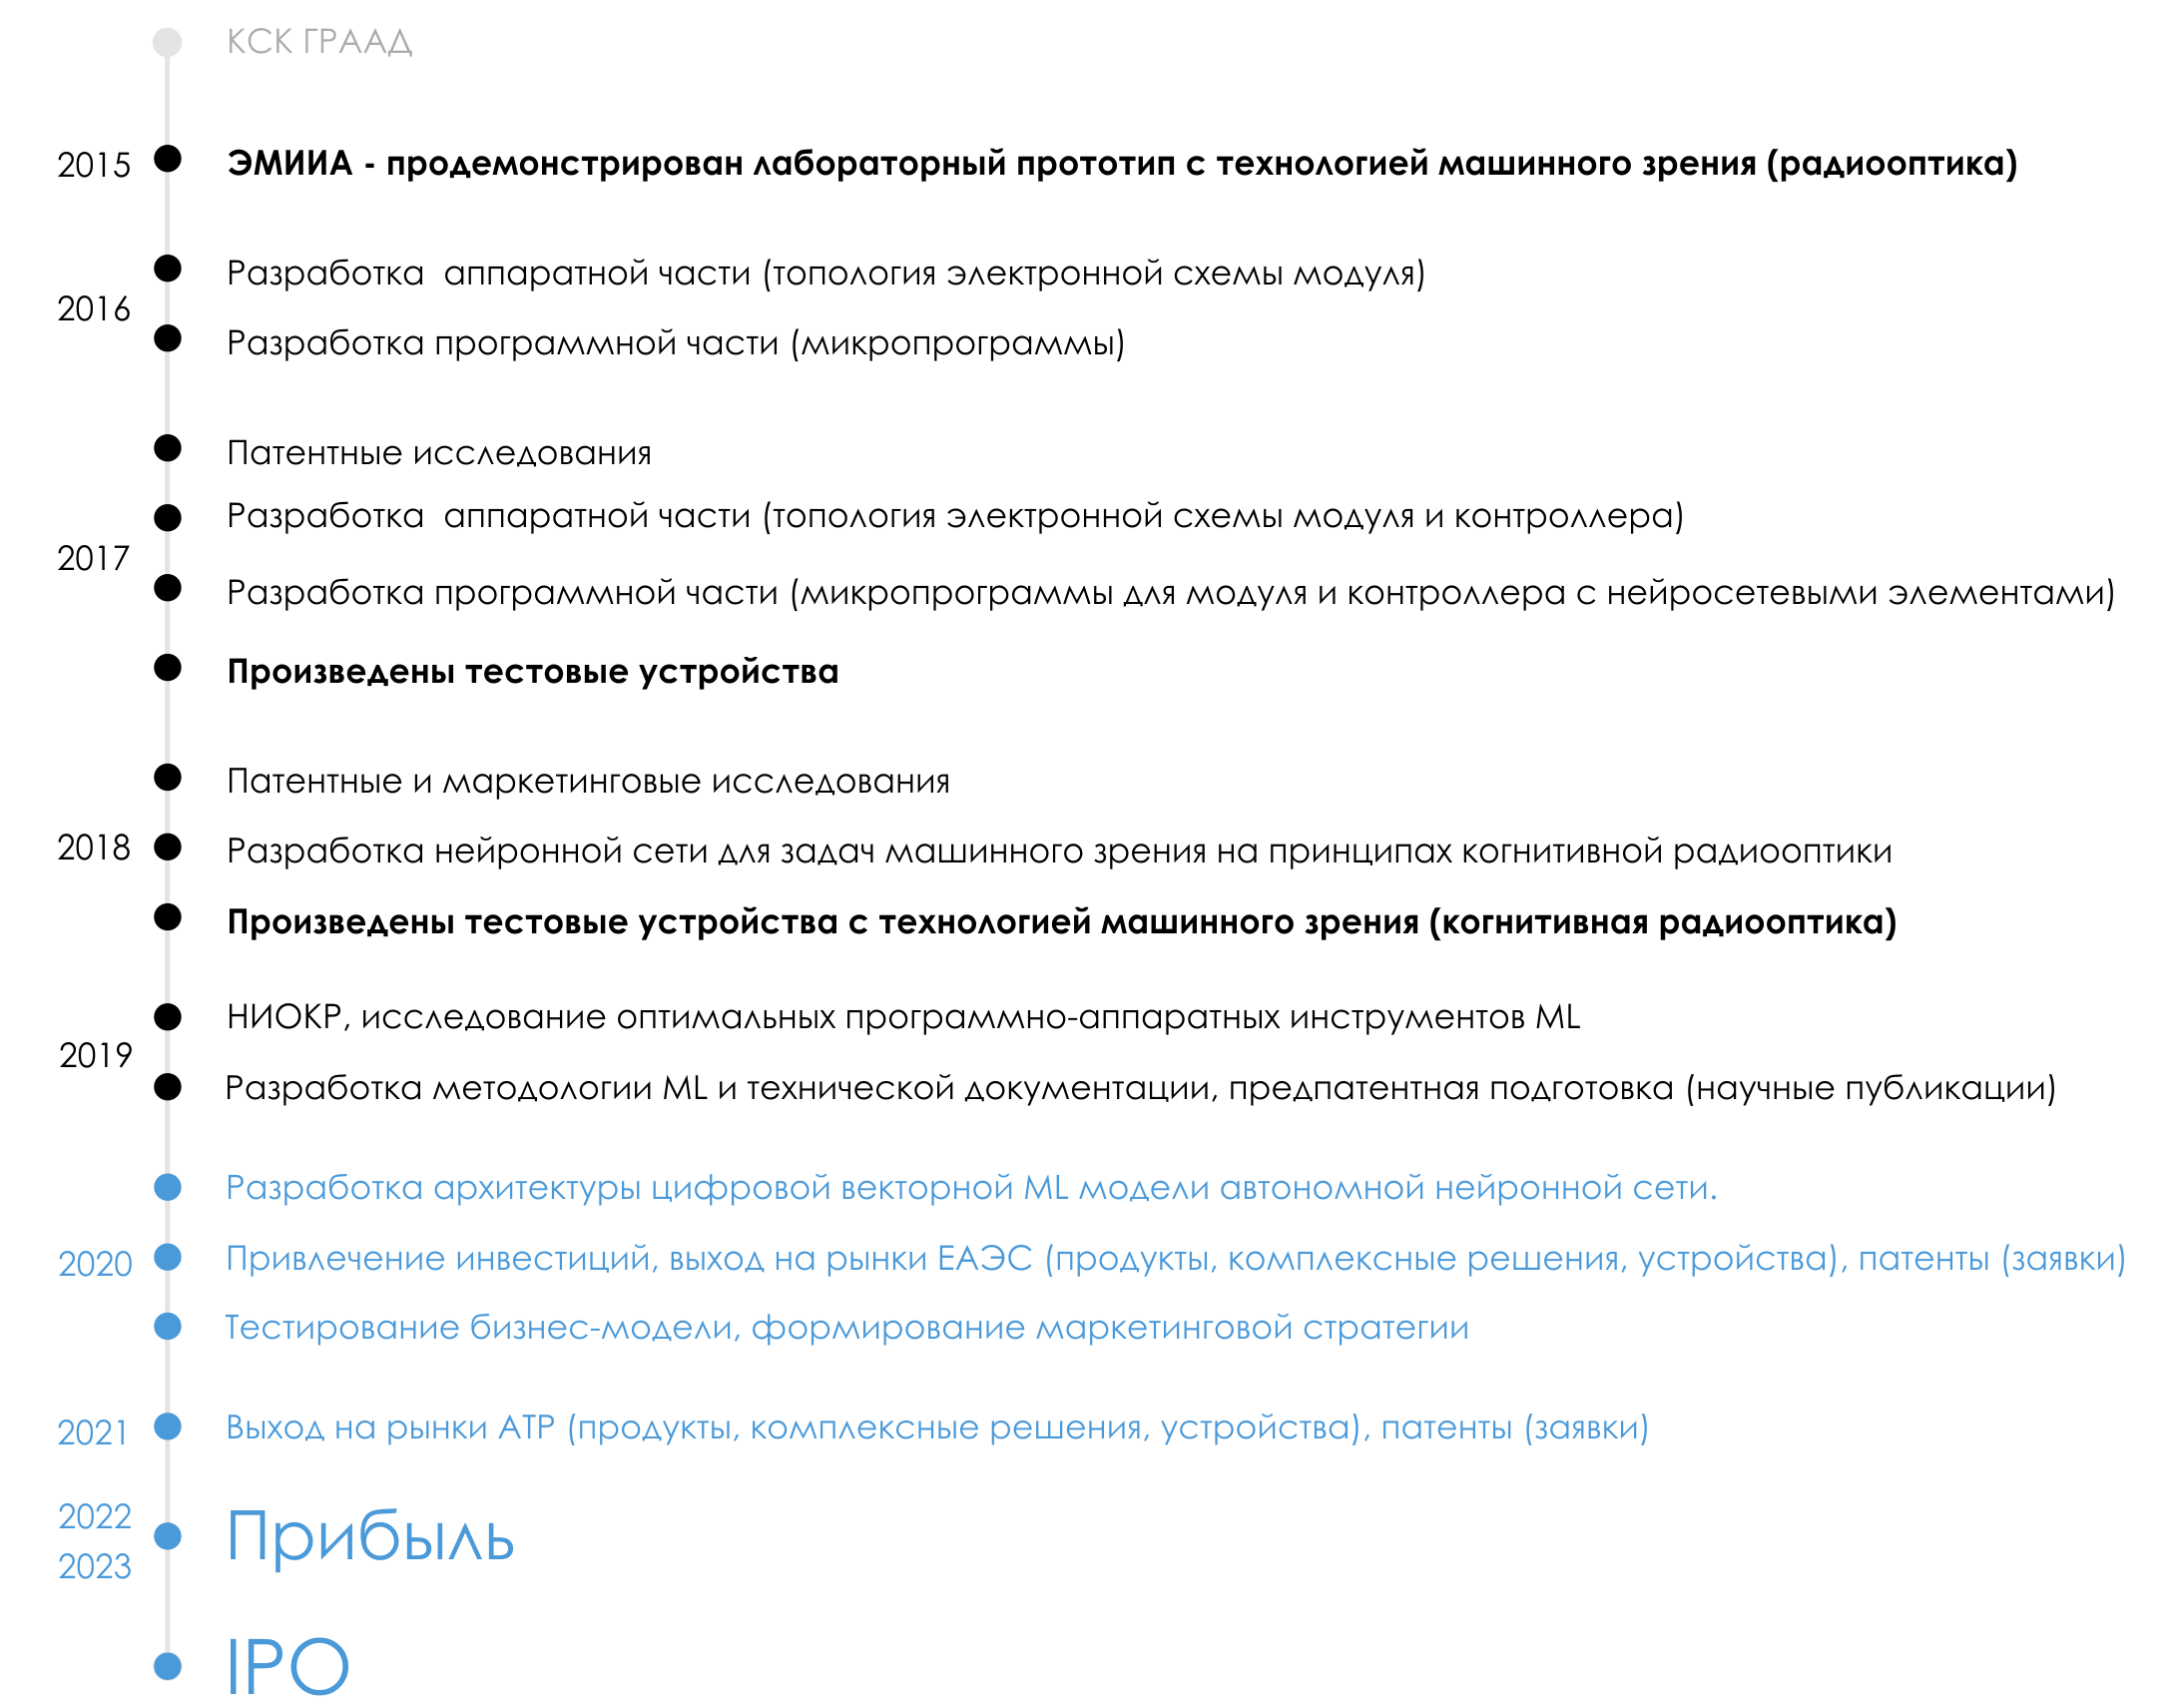 КСК ГРААД
2015
ЭМИИА - продемонстрирован лабораторный прототип с технологией машинного зрения (радиооптика)
Разработка  аппаратной части (топология электронной схемы модуля)
2016
Разработка программной части (микропрограммы)
Патентные исследования
Разработка  аппаратной части (топология электронной схемы модуля и контроллера)
2017
Разработка программной части (микропрограммы для модуля и контроллера с нейросетевыми элементами)
Произведены тестовые устройства
Патентные и маркетинговые исследования
2018
Разработка нейронной сети для задач машинного зрения на принципах когнитивной радиооптики
Произведены тестовые устройства с технологией машинного зрения (когнитивная радиооптика)
НИОКР, исследование оптимальных программно-аппаратных инструментов ML
2019
Разработка методологии ML и технической документации, предпатентная подготовка (научные публикации)
Разработка архитектуры цифровой векторной ML модели автономной нейронной сети.
2020
Привлечение инвестиций, выход на рынки ЕАЭС (продукты, комплексные решения, устройства), патенты (заявки)
Тестирование бизнес-модели, формирование маркетинговой стратегии
2021
Выход на рынки АТР (продукты, комплексные решения, устройства), патенты (заявки)
2022
Прибыль
2023
IPO